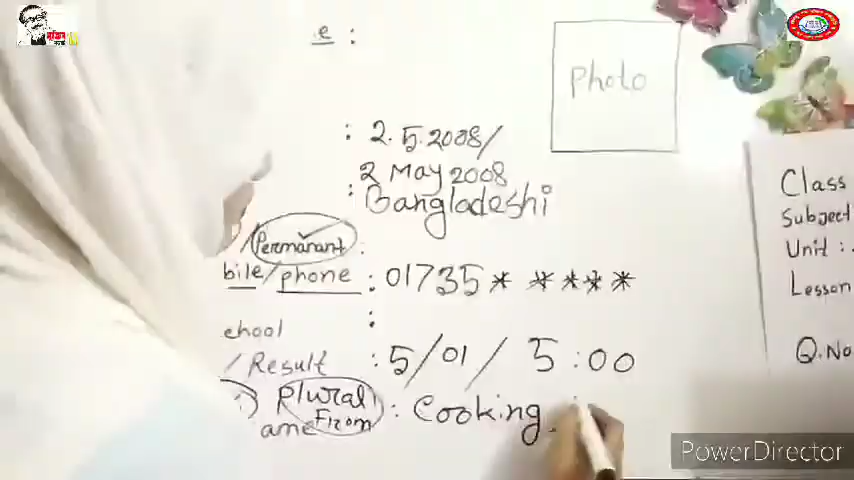 e :
Photo
: 2.5.2008/
2 May 2008
: Bangladeshi
/Permanant :
bile/phone : 01735* ****
ehool :
/Result : 5/01/ 5:00
Plural From
ame : Cooking
Class
Subject
Unit :
Lesson
Q.No
PowerDirector